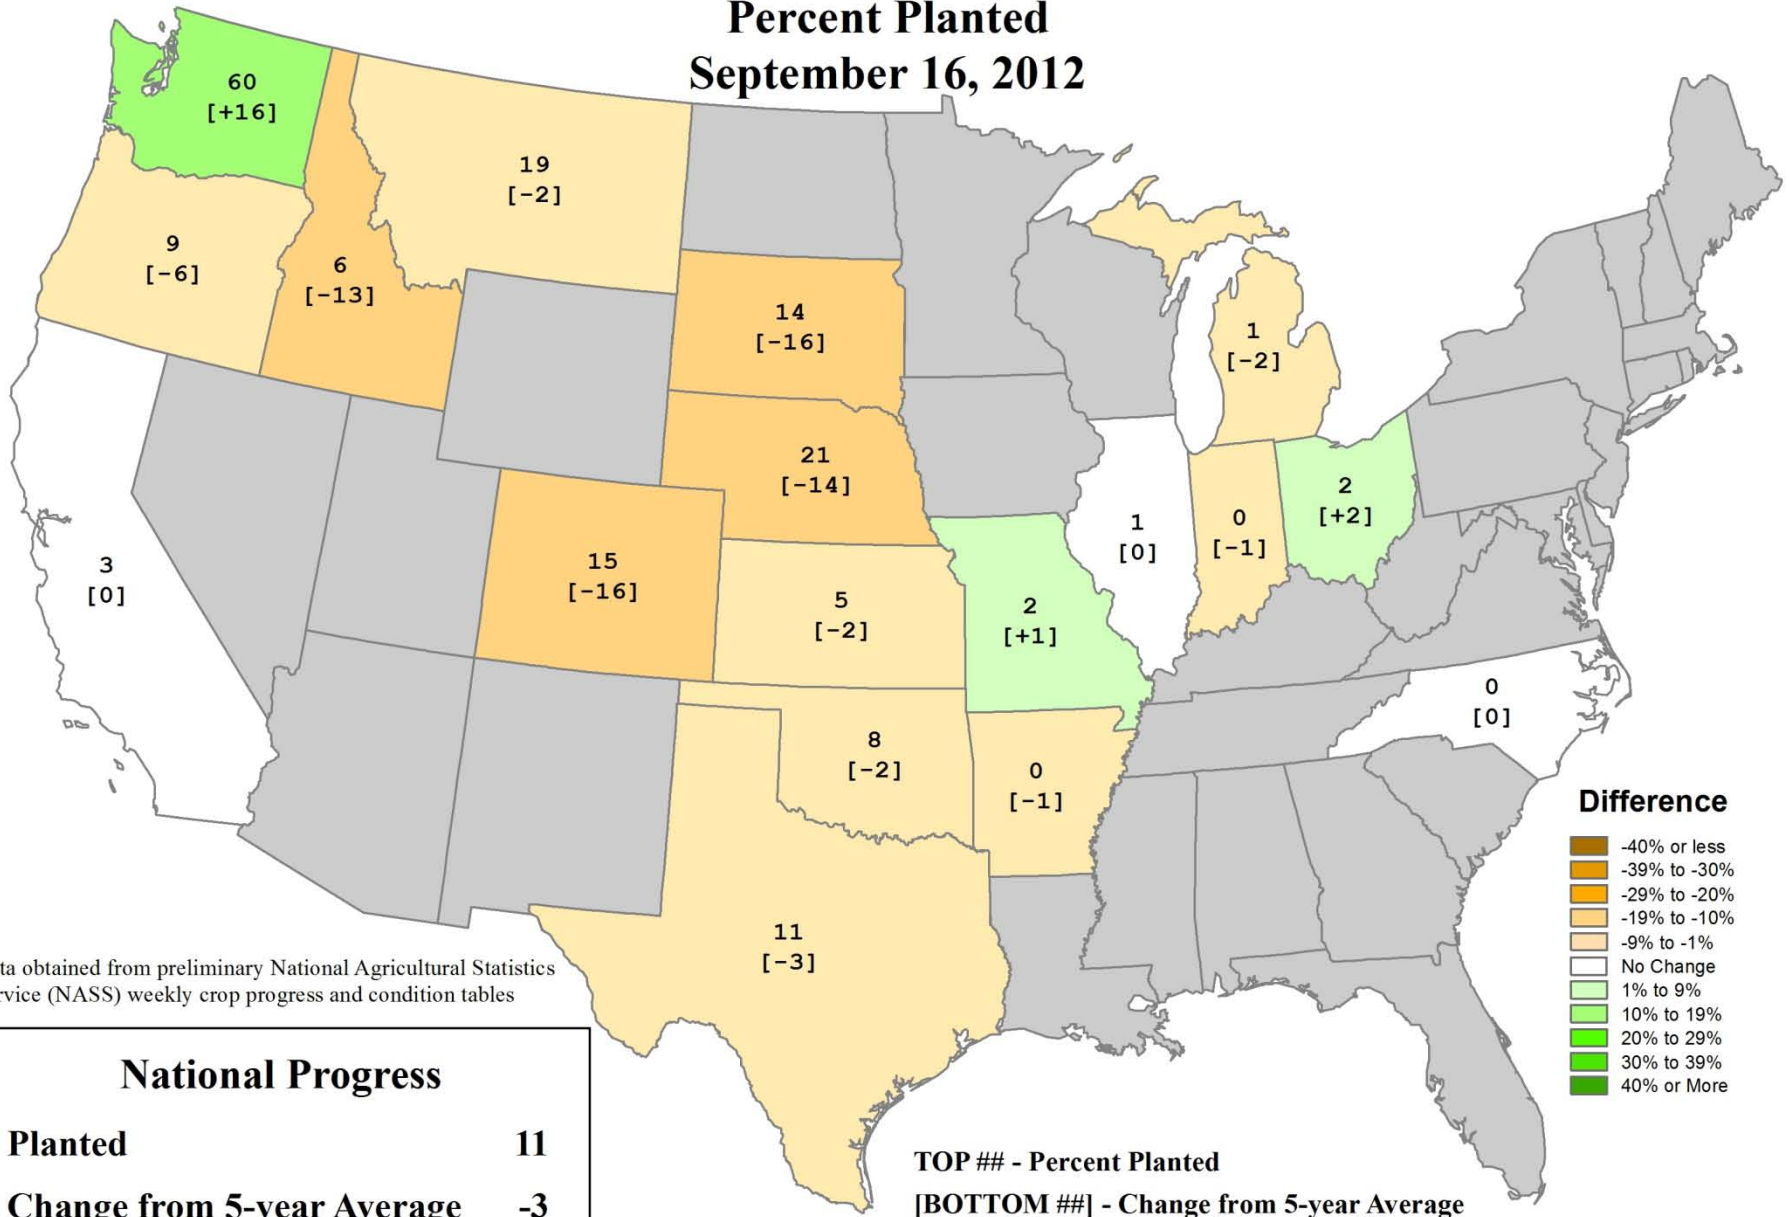 Percent Planted
September 16, 2012
60
[+16]
19
[-2]
9
[-6]
6
[-13]
14
[-16]
1
[-2]
21
[-14]
2
[+2]
0
[-1]
1
[0]
3
[0]
15
[-16]
5
[-2]
2
[+1]
0
[0]
8
[-2]
0
[-1]
11
[-3]
Difference
-40% or less
-39% to -30%
-29% to -20%
-19% to -10%
-9% to -1%
No Change
1% to 9%
10% to 19%
20% to 29%
30% to 39%
40% or More
ta obtained from preliminary National Agricultural Statistics
rvice (NASS) weekly crop progress and condition tables
National Progress
Planted 11
Change from 5-year Average -3
TOP ## - Percent Planted
[BOTTOM ##] - Change from 5-year Average